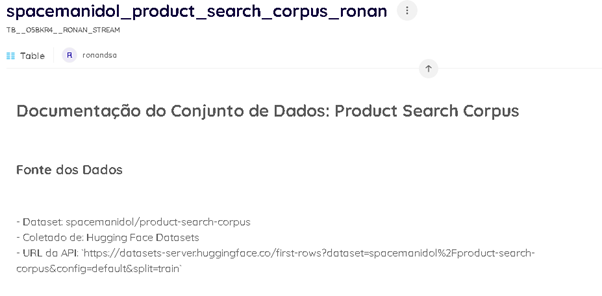 spacemanidol_product_search_corpus_ronan
TB__O5BKR4__RONAN_STREAM
Table R ronandsa
Documentação do Conjunto de Dados: Product Search Corpus
Fonte dos Dados
- Dataset: spacemanidol/product-search-corpus
- Coletado de: Hugging Face Datasets
- URL da API: `https://datasets-server.huggingface.co/first-rows?dataset=spacemanidol%2Fproduct-search-
corpus&config=default&split=train`